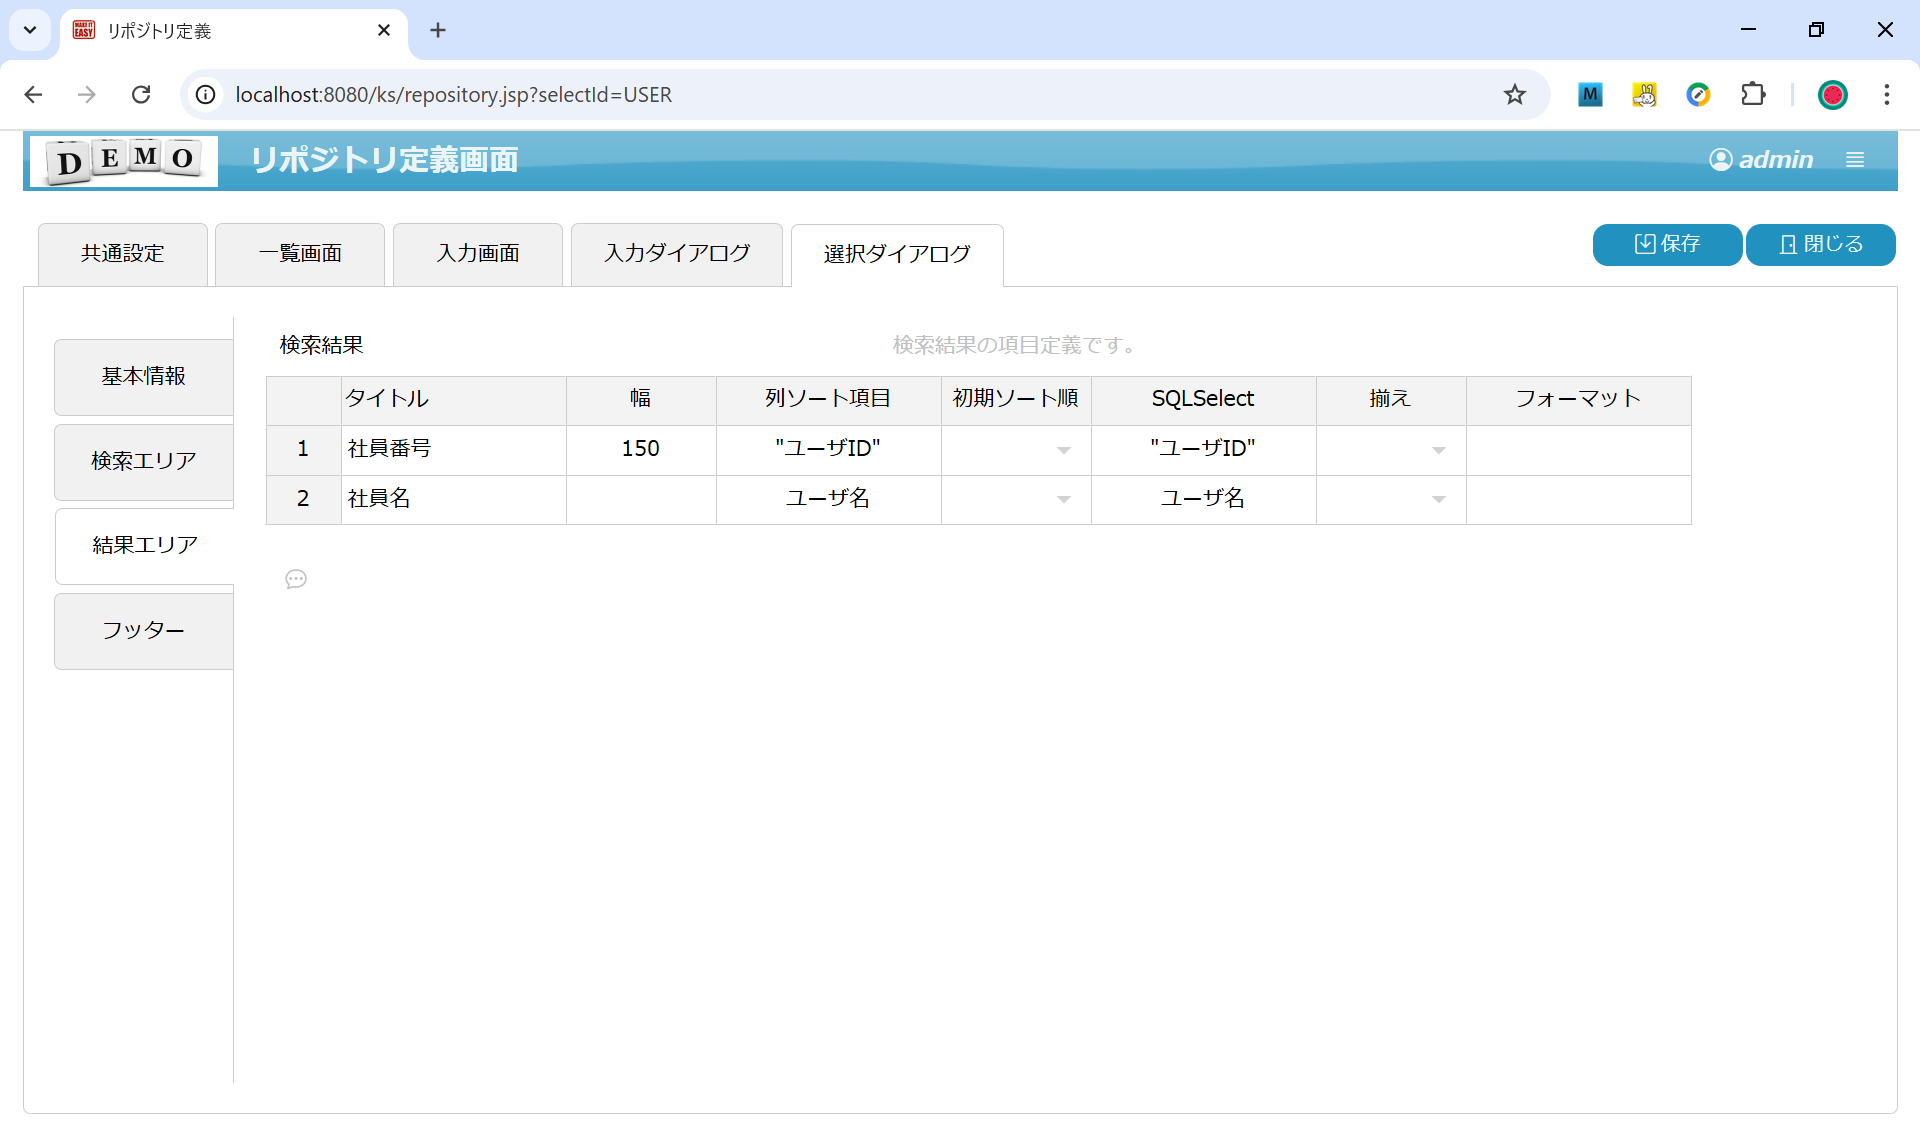 リポジトリ定義
localhost:8080/ks/repository.jsp?selectId=USER
DEMO
リポジトリ定義画面
admin
共通設定
一覧画面
入力画面
入力ダイアログ
選択ダイアログ
保存
閉じる
基本情報
検索エリア
結果エリア
フッター
検索結果
検索結果の項目定義です。
タイトル 幅 列ソート項目 初期ソート順 SQLSelect 揃え フォーマット
1 社員番号 150 "ユーザID" "ユーザID"
2 社員名 ユーザ名 ユーザ名